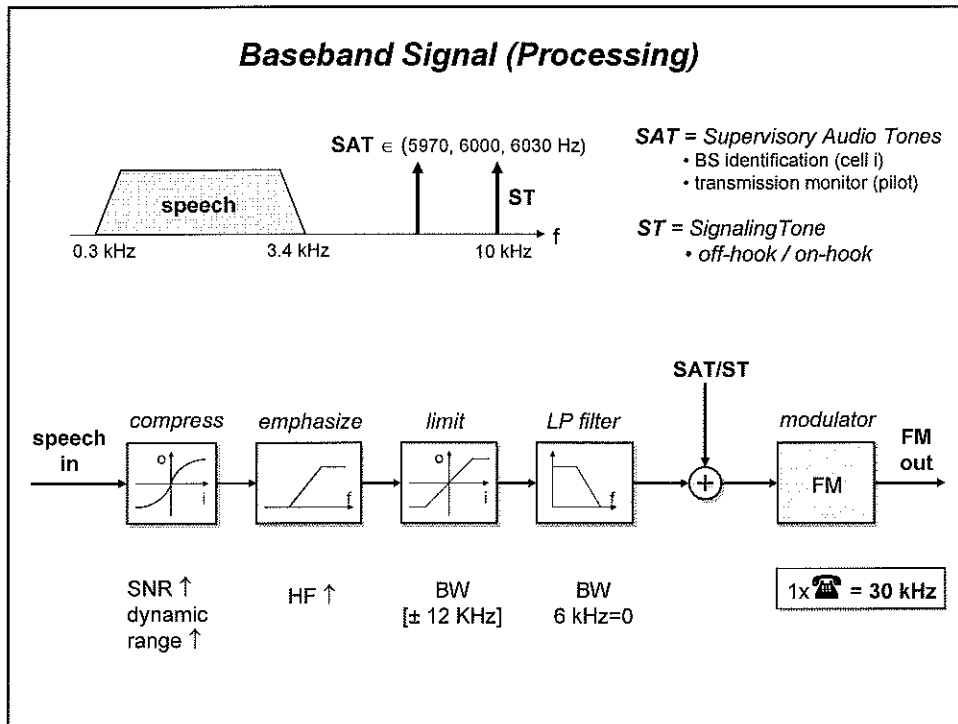 Baseband Signal (Processing)
SAT ∈ (5970, 6000, 6030 Hz)
speech
ST
0.3 kHz
3.4 kHz
10 kHz
f
SAT = Supervisory Audio Tones
• BS identification (cell i)
• transmission monitor (pilot)
ST = SignalingTone
• off-hook / on-hook
SAT/ST
compress
emphasize
limit
LP filter
modulator
speech
in
FM
out
o
i
f
o
i
f
+
FM
SNR ↑
dynamic
range ↑
HF ↑
BW
[± 12 KHz]
BW
6 kHz=0
1x ☎ = 30 kHz